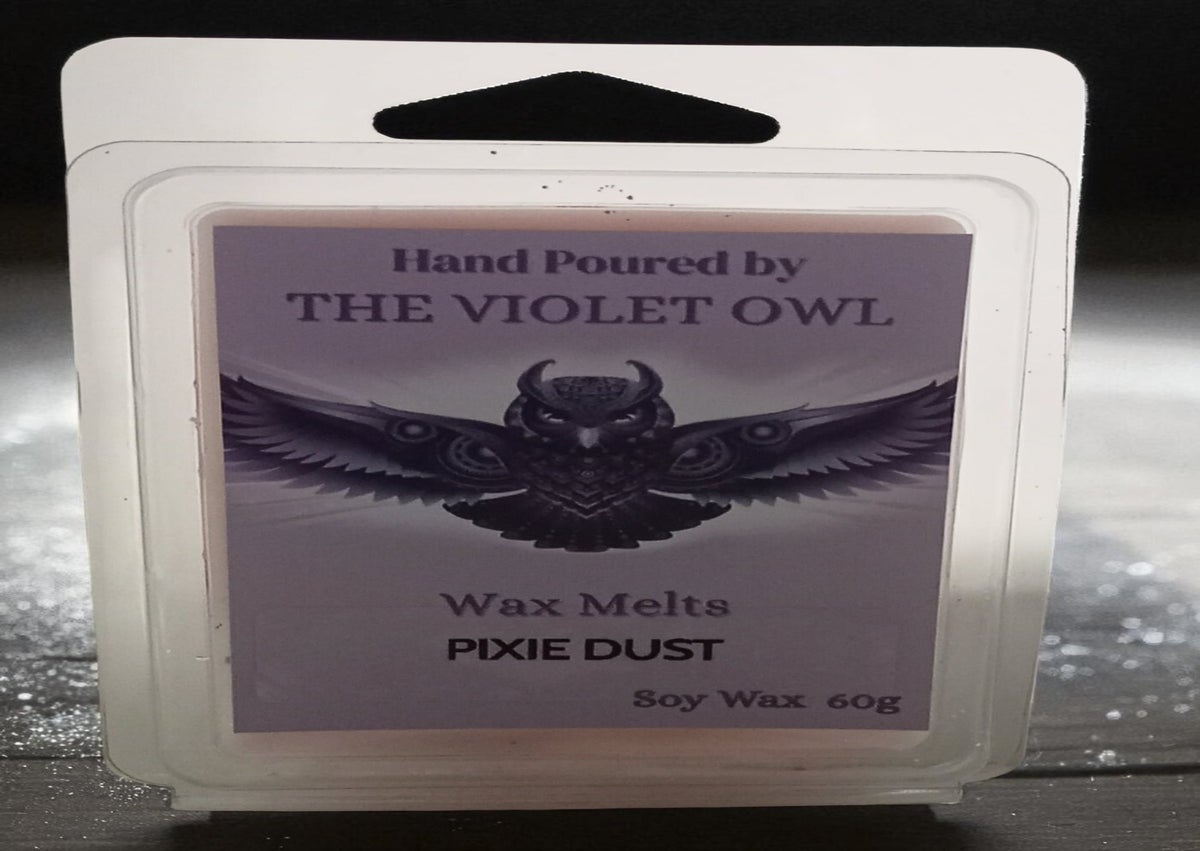 Hand Poured by
THE VIOLET OWL
Wax Melts
PIXIE DUST
Soy Wax 60g